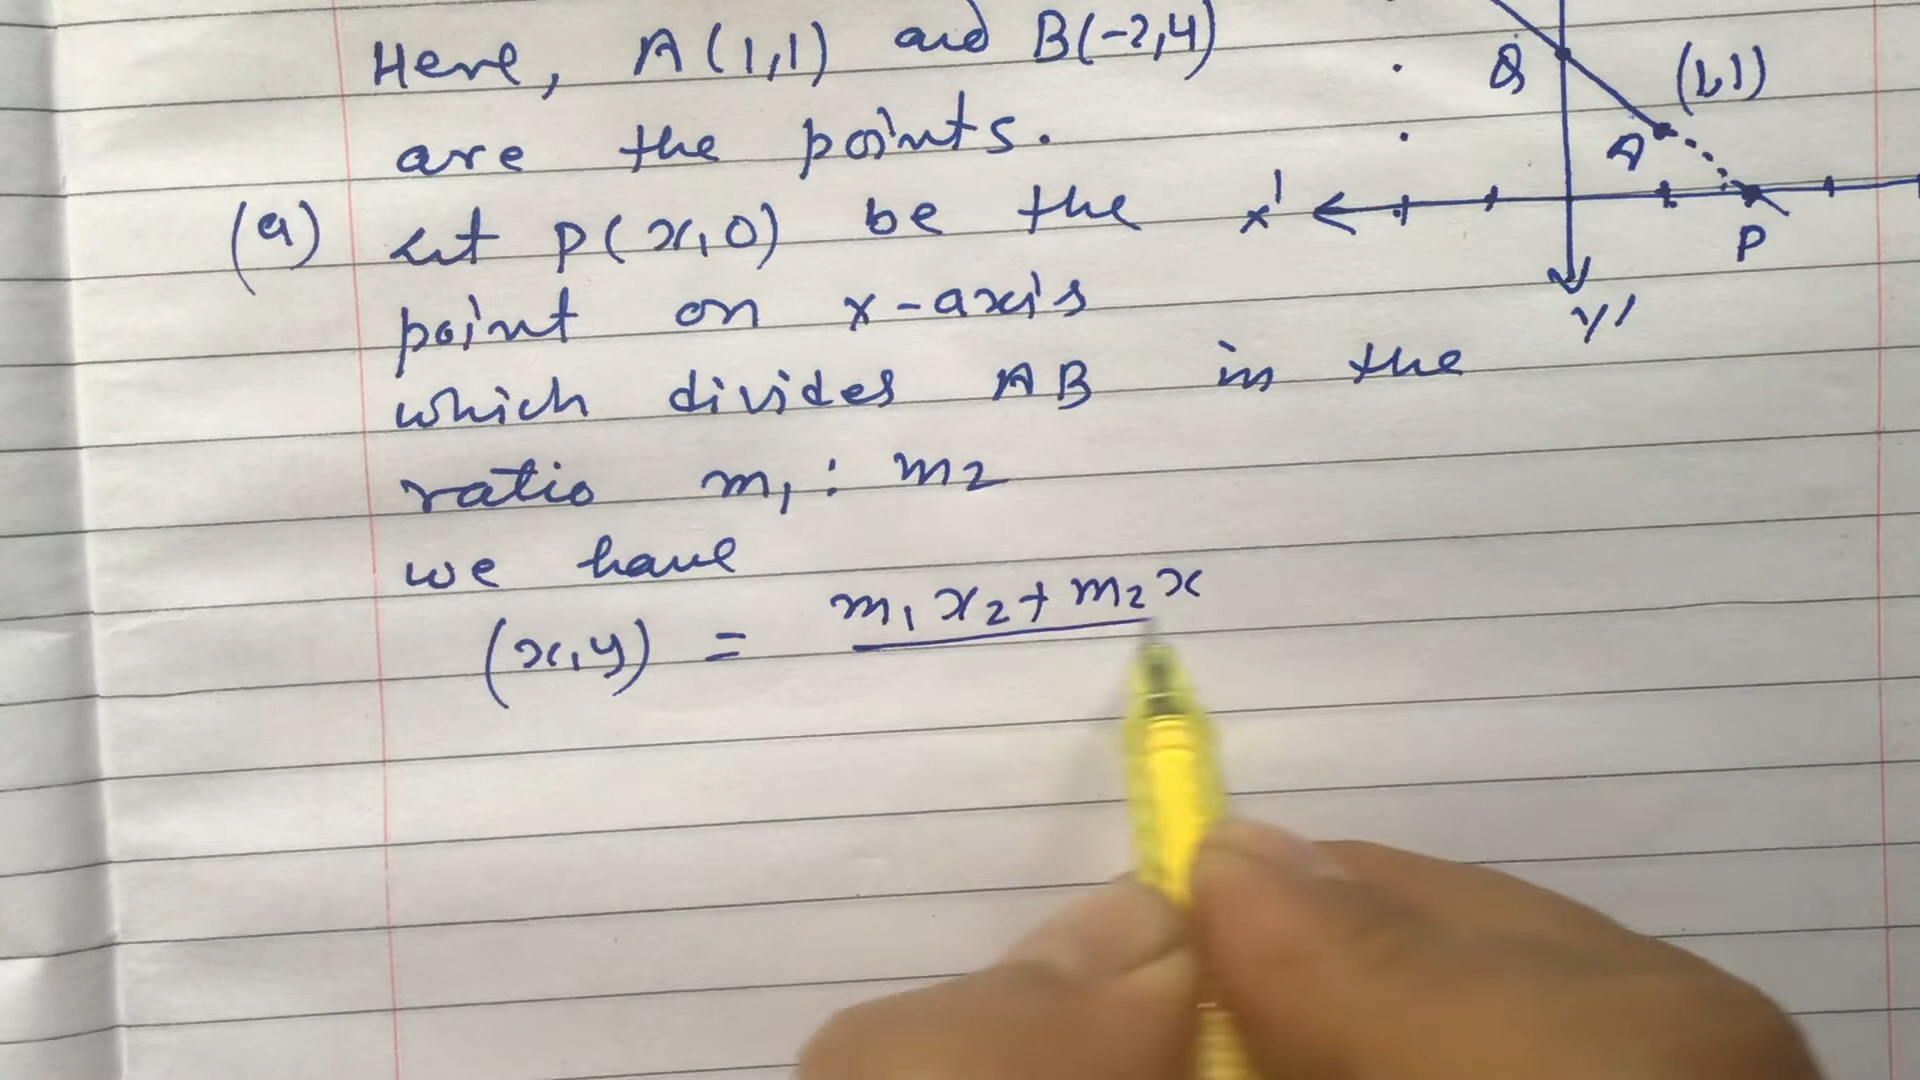 Here, A(1,1) and B(-2,4)
are the points.
(a) Let P(x,0) be the
point on x-axis
which divides AB in the
ratio m₁ : m₂
we have
(x,y) = m₁x₂ + m₂x
Q
(1,1)
A
x'
P
y'